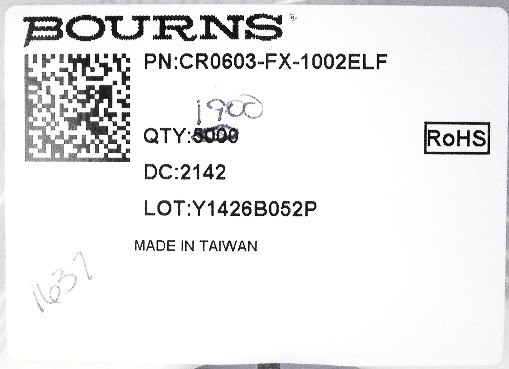 BOURNS®
PN:CR0603-FX-1002ELF
1900
QTY:5000
RoHS
DC:2142
LOT:Y1426B052P
MADE IN TAIWAN
1637